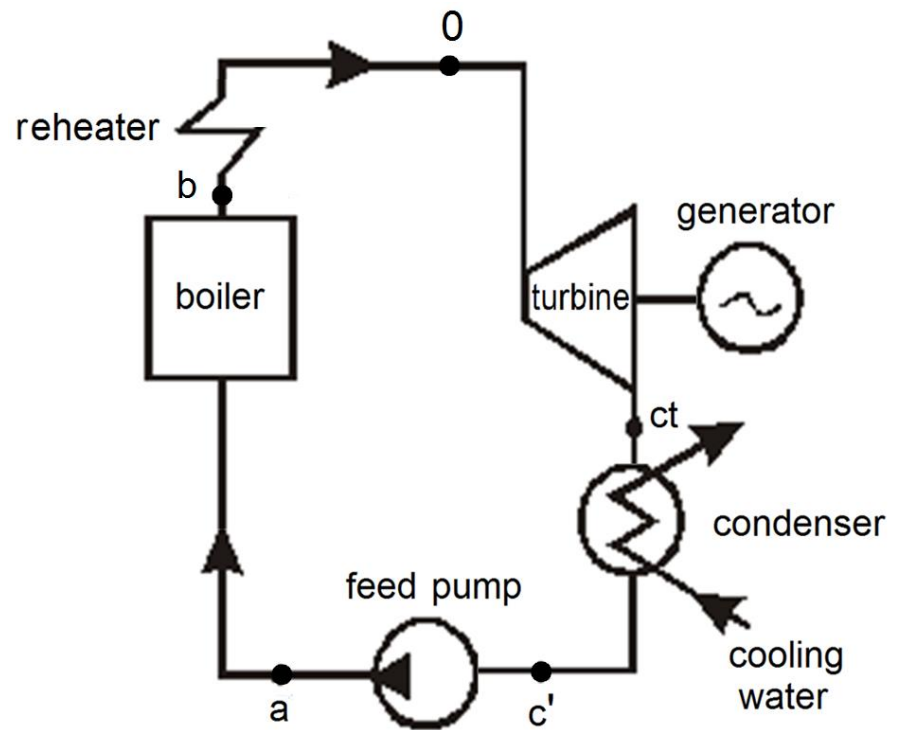 0
reheater
b
generator
boiler
turbine
ct
condenser
feed pump
cooling
water
a
c'